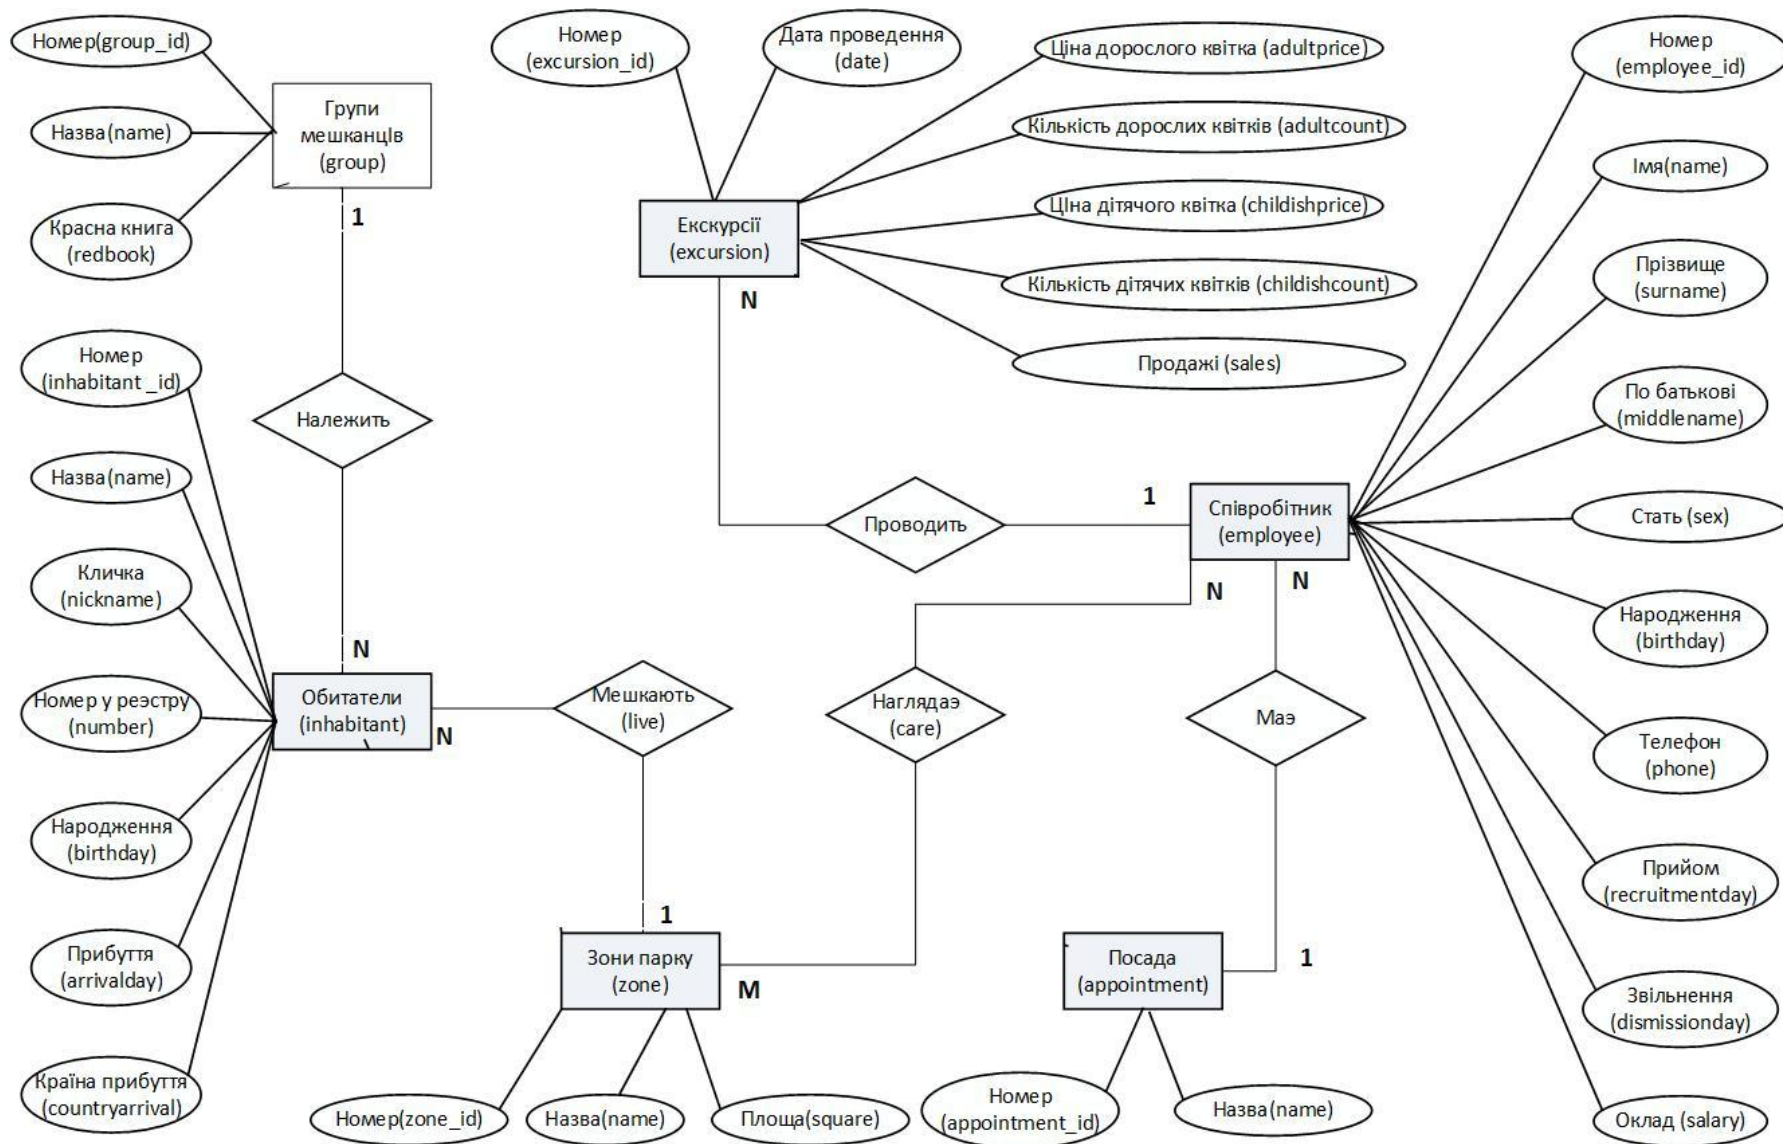 Номер(group_id)
Назва(name)
Красна книга
(redbook)
Групи
мешканців
(group)
1
Номер
(excursion_id)
Дата проведення
(date)
Ціна дорослого квітка (adultprice)
Кількість дорослих квітків (adultcount)
Ціна дітячого квітка (childishprice)
Кількість дітячих квітків (childishcount)
Продажі (sales)
Екскурсії
(excursion)
N
Номер
(employee_id)
Імя(name)
Прізвище
(surname)
По батькові
(middlename)
Стать (sex)
Народження
(birthday)
Телефон
(phone)
Прийом
(recruitmentday)
Звільнення
(dismissionday)
Оклад (salary)
Належить
Проводить
1
Співробітник
(employee)
N
N
Номер
(inhabitant _id)
Назва(name)
Кличка
(nickname)
Номер у реэстру
(number)
Народження
(birthday)
Прибуття
(arrivalday)
Країна прибуття
(countryarrival)
N
Обитатели
(inhabitant)
N
Мешкають
(live)
Наглядаэ
(care)
Маэ
1
Зони парку
(zone)
M
Посада
(appointment)
1
Номер(zone_id)
Назва(name)
Площа(square)
Номер
(appointment_id)
Назва(name)